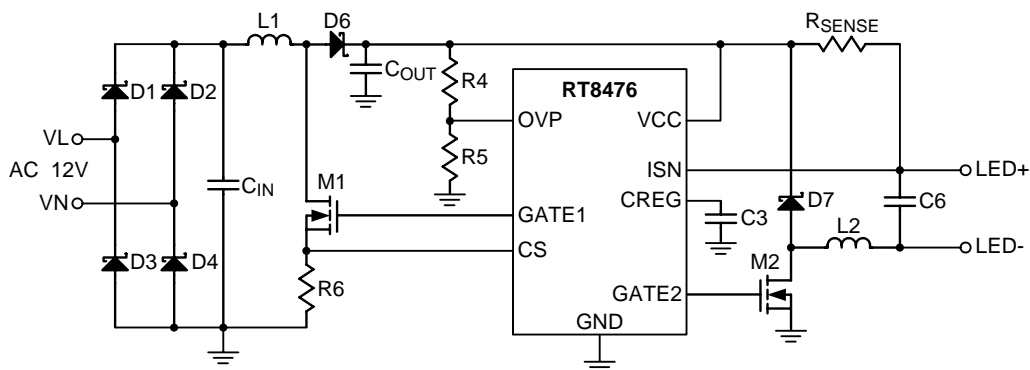 L1
D6
RSENSE
COUT
R4
RT8476
D1
D2
OVP
VCC
VL
R5
AC 12V
ISN
LED+
CIN
M1
VN
CREG
D7
C6
GATE1
C3
L2
CS
LED-
D3
D4
M2
R6
GATE2
GND